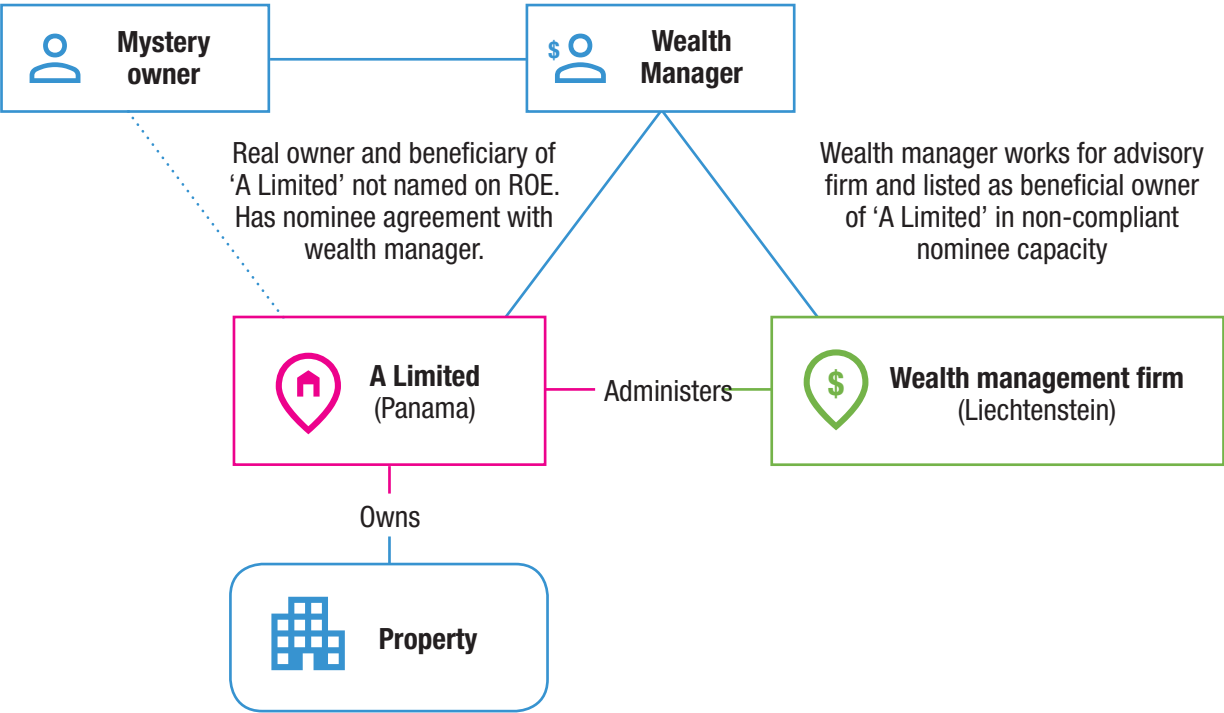 Mystery
owner
$
Wealth
Manager
Real owner and beneficiary of
‘A Limited’ not named on ROE.
Has nominee agreement with
wealth manager.
Wealth manager works for advisory
firm and listed as beneficial owner
of ‘A Limited’ in non-compliant
nominee capacity
A Limited
(Panama)
Administers
$
Wealth management firm
(Liechtenstein)
Owns
Property